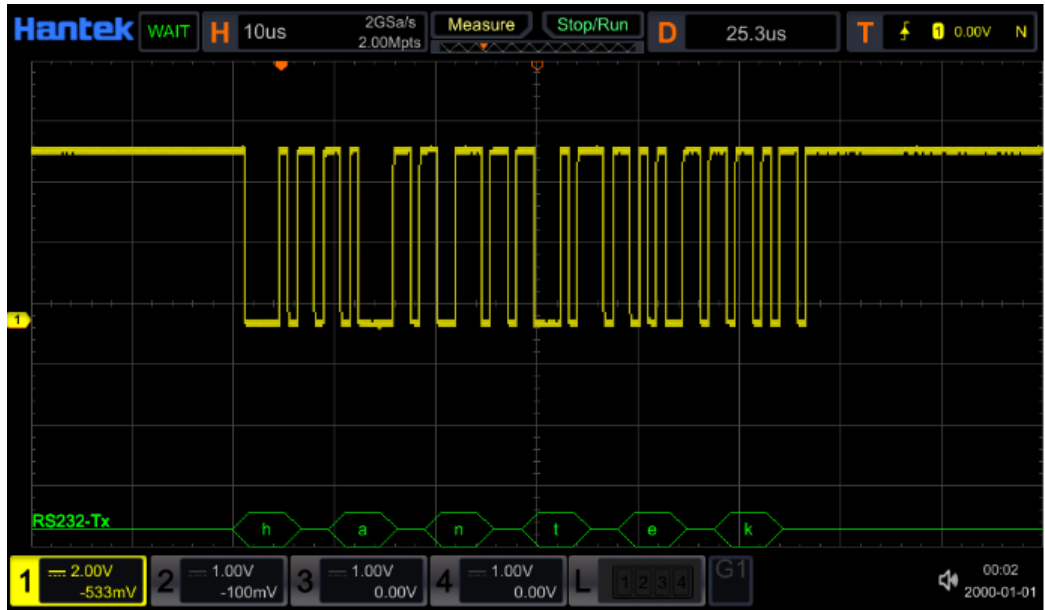 Hantek WAIT H 10us 2GSa/s 2.00Mpts Measure Stop/Run D 25.3us T 1 0.00V N
1
RS232-Tx h a n t e k
1 2.00V -533mV 2 1.00V -100mV 3 1.00V 0.00V 4 1.00V 0.00V L 1 2 3 4 G1 00:02 2000-01-01